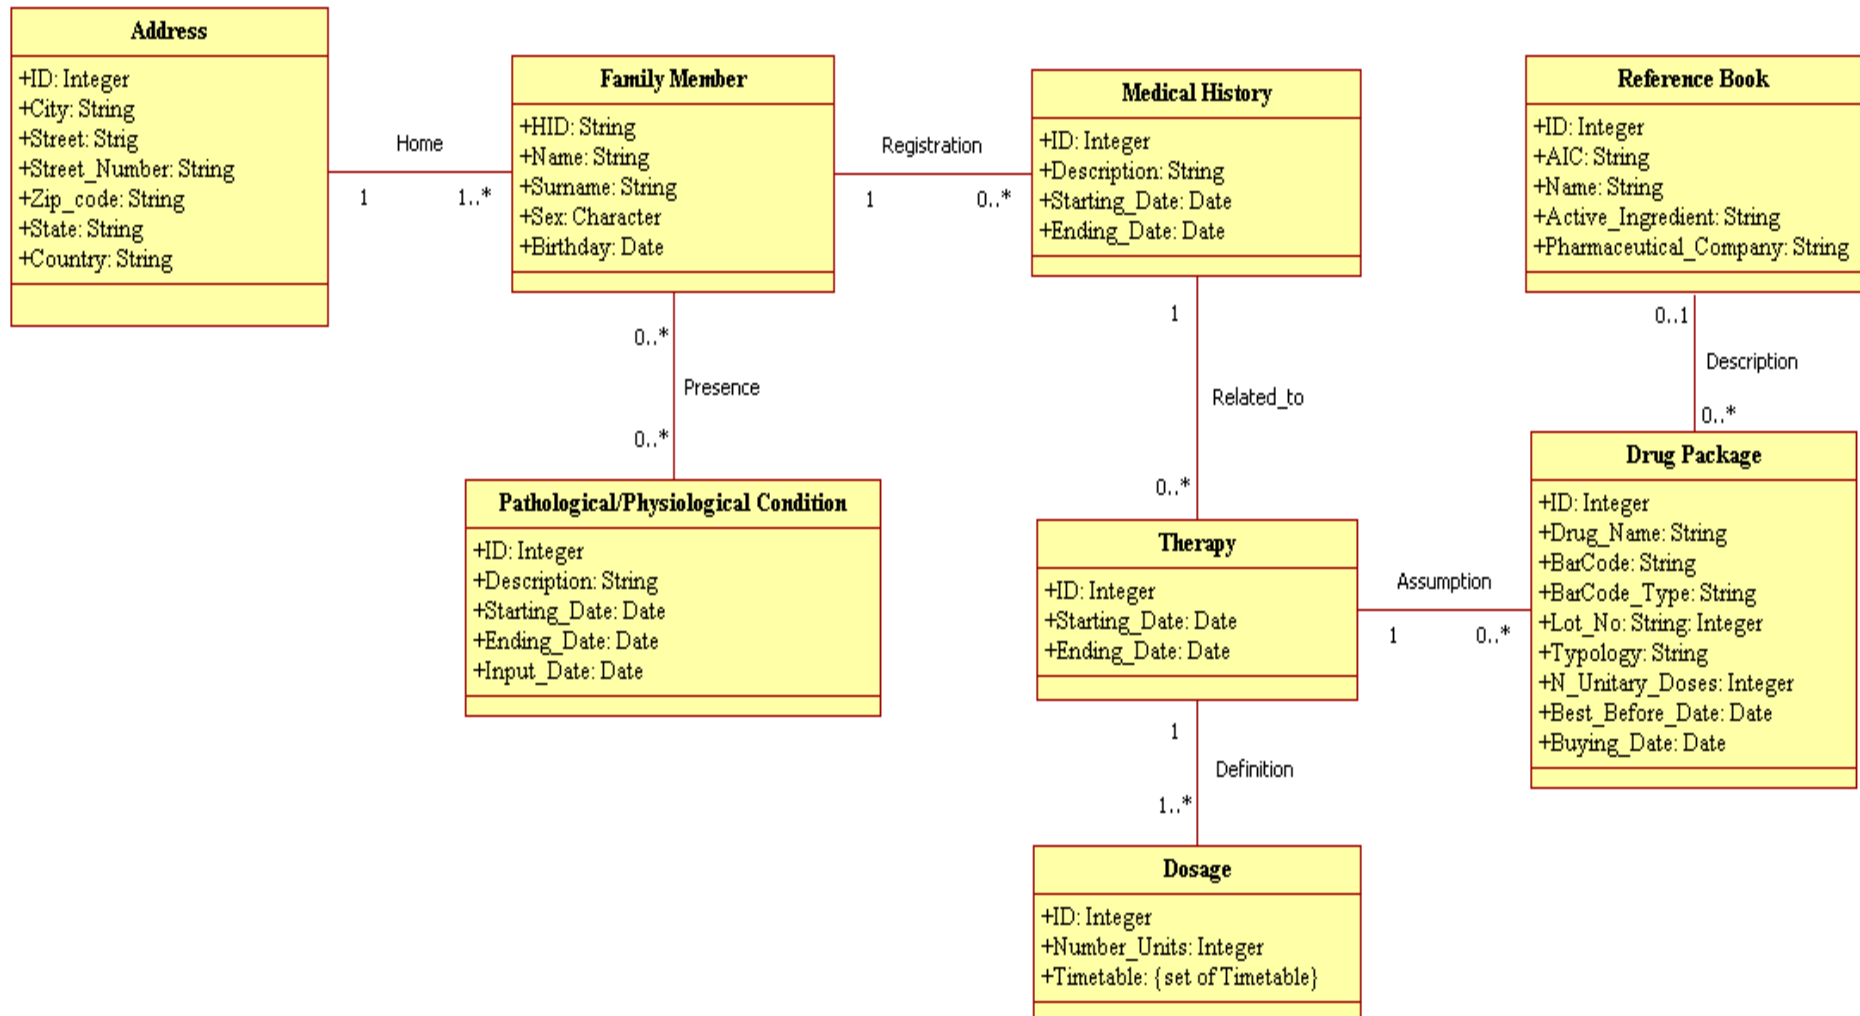 Address
+ID: Integer
+City: String
+Street: Strig
+Street_Number: String
+Zip_code: String
+State: String
+Country: String
Home
1
1..*
Family Member
+HID: String
+Name: String
+Surname: String
+Sex: Character
+Birthday: Date
Registration
1
0..*
Medical History
+ID: Integer
+Description: String
+Starting_Date: Date
+Ending_Date: Date
Reference Book
+ID: Integer
+AIC: String
+Name: String
+Active_Ingredient: String
+Pharmaceutical_Company: String
0..*
Presence
0..*
Pathological/Physiological Condition
+ID: Integer
+Description: String
+Starting_Date: Date
+Ending_Date: Date
+Input_Date: Date
1
Related_to
0..*
Therapy
+ID: Integer
+Starting_Date: Date
+Ending_Date: Date
Assumption
1
0..*
0..1
Description
0..*
Drug Package
+ID: Integer
+Drug_Name: String
+BarCode: String
+BarCode_Type: String
+Lot_No: String: Integer
+Typology: String
+N_Unitary_Doses: Integer
+Best_Before_Date: Date
+Buying_Date: Date
1
Definition
1..*
Dosage
+ID: Integer
+Number_Units: Integer
+Timetable: {set of Timetable}